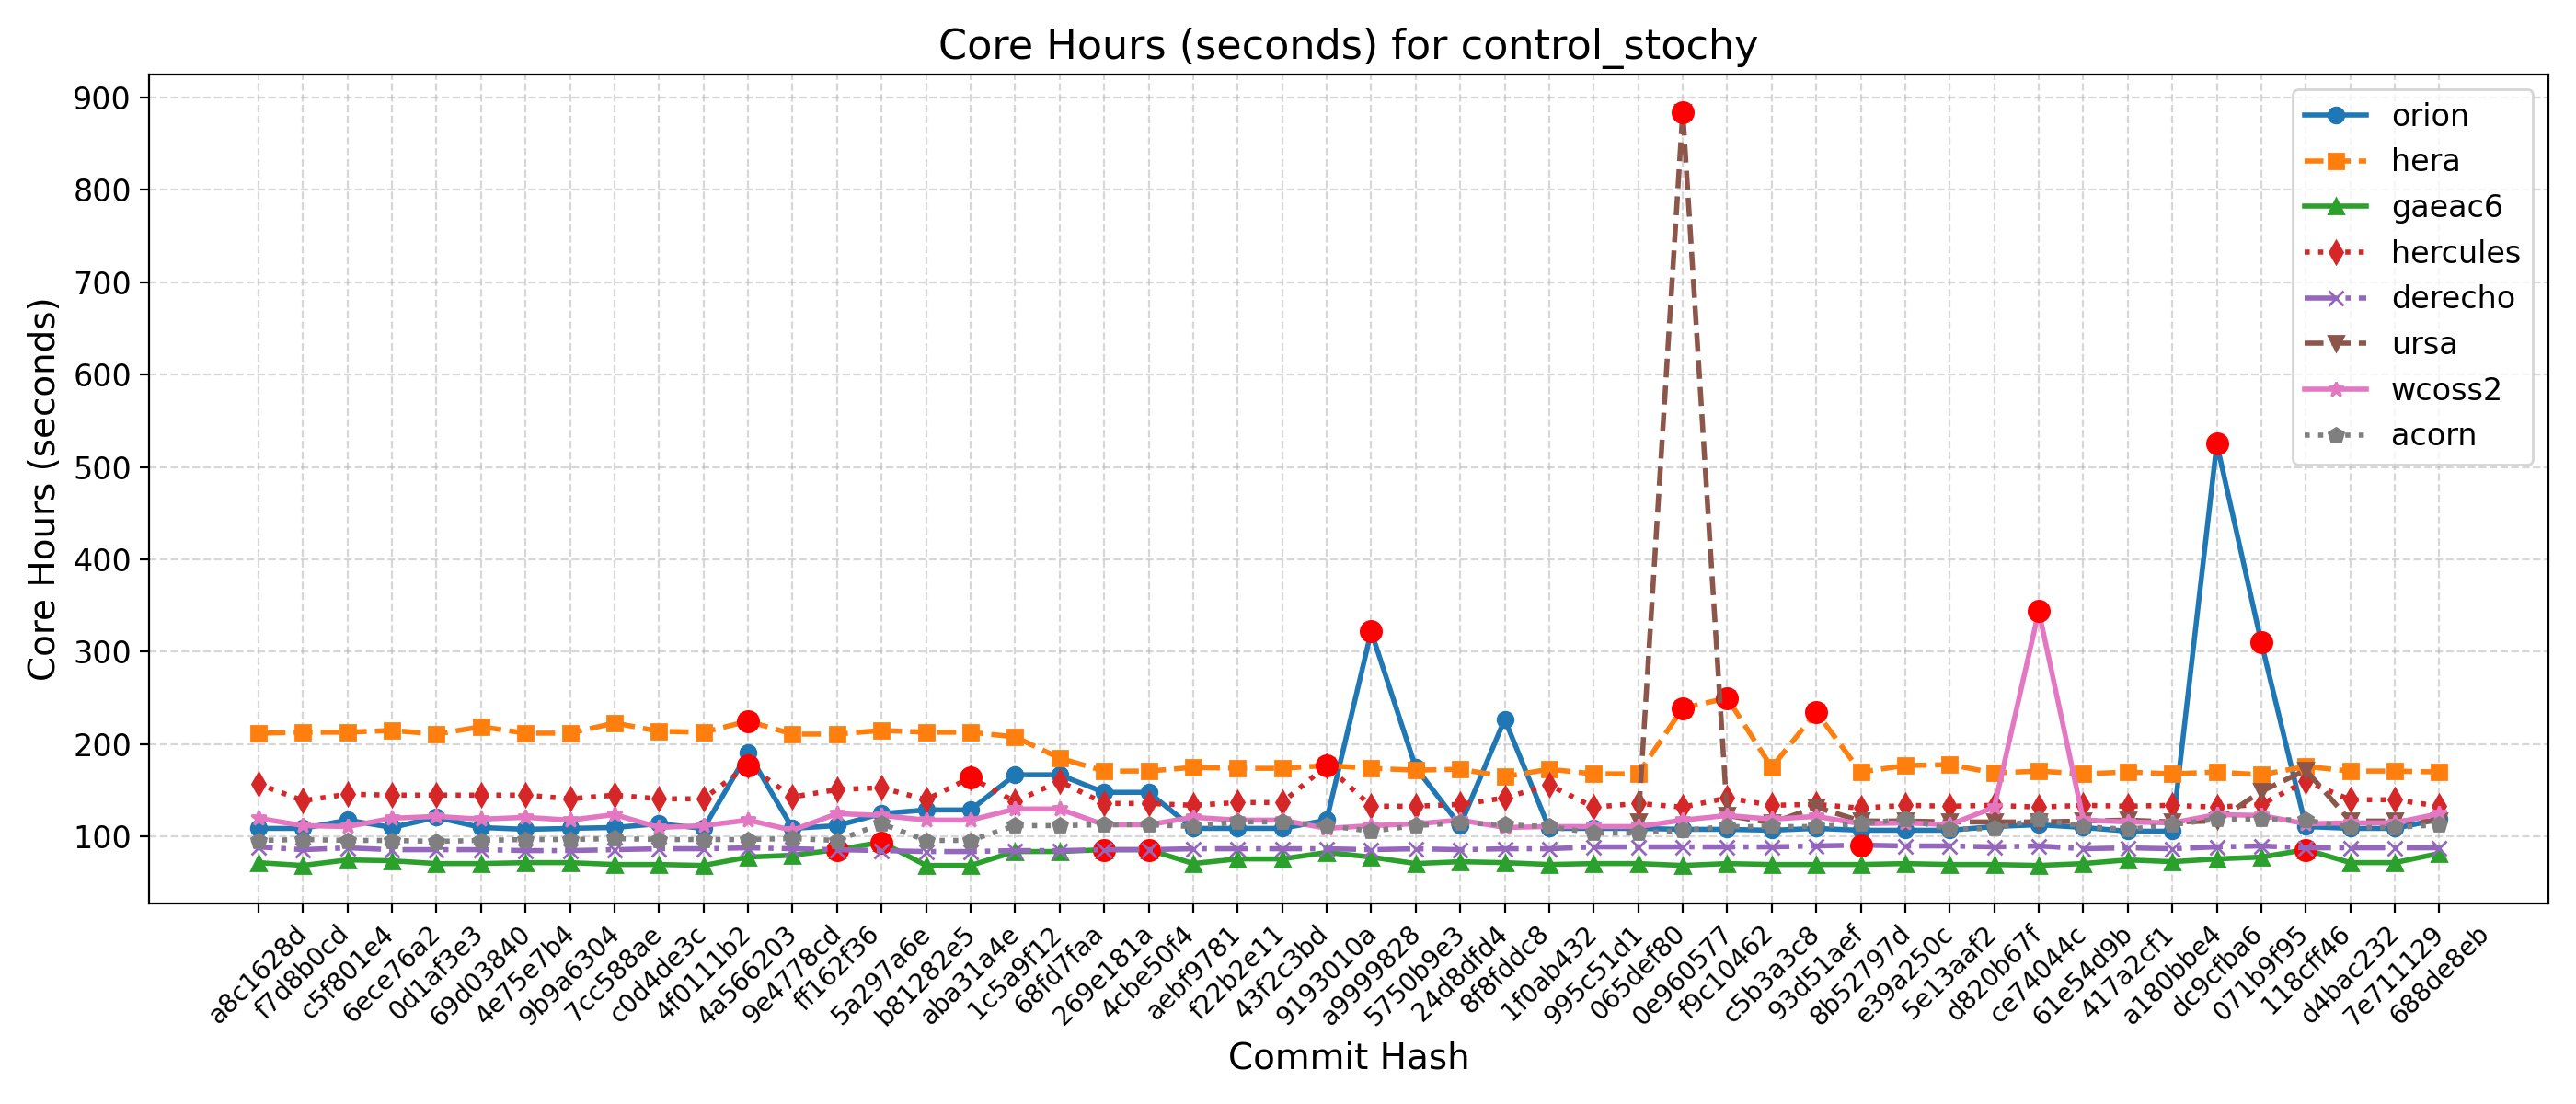 Core Hours (seconds) for control_stochy
Core Hours (seconds)
900
800
700
600
500
400
300
200
100
orion
hera
gaeac6
hercules
derecho
ursa
wcoss2
acorn
a8c1628d
f7d8b0cd
c5f801e4
6ece76a2
0d1af3e3
69d03840
4e75e7b4
9b9a6304
7cc588ae
c0d4de3c
4f0111b2
4a566203
9e4778cd
ff162f36
5a297a6e
b81282e5
aba31a4e
1c5a9f12
68fd7faa
269e181a
4cbe50f4
aebf9781
f22b2e11
43f2c3bd
9193010a
a9999828
5750b9e3
24d8dfd4
8f8fddc8
1f0ab432
995c51d1
065def80
0e960577
f9c10462
c5b3a3c8
93d51aef
8b52797d
e39a250c
5e13aaf2
d820b67f
ce74044c
61e54d9b
417a2cf1
a180bbe4
dc9cfba6
071b9f95
118cff46
d4bac232
7e711129
688de8eb
Commit Hash